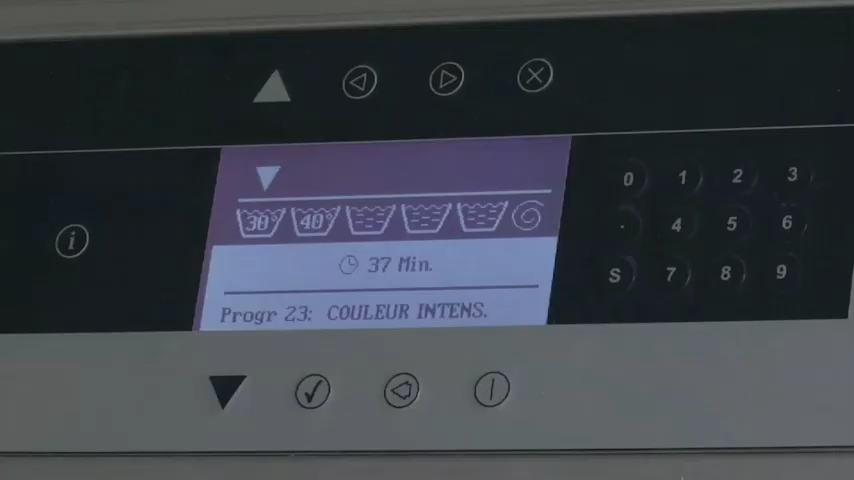 0 1 2 3
30° 40°
. 4 5 6
i
37 Min.
S 7 8 9
Progr 23: COULEUR INTENS.